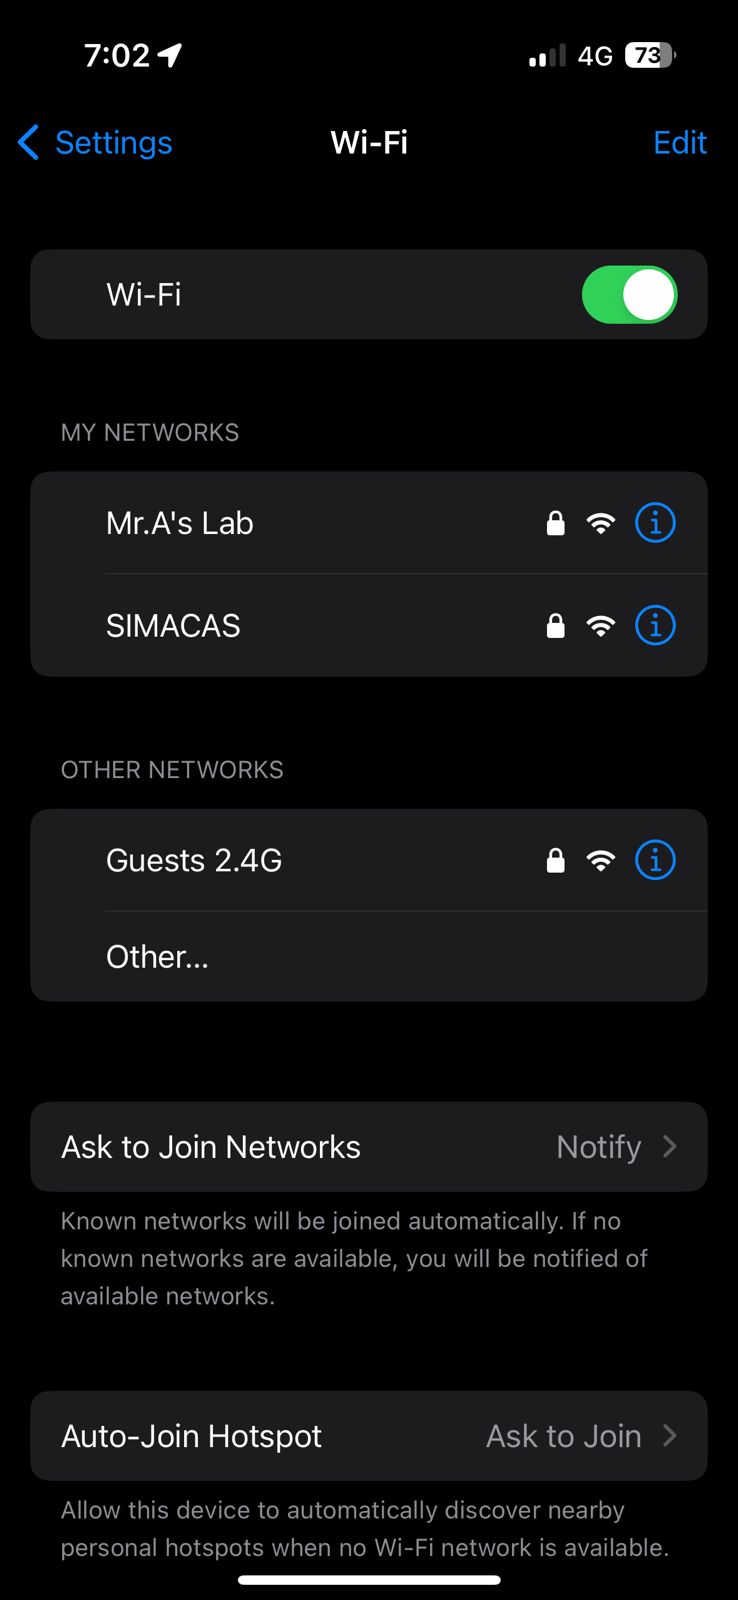 7:02 4G 73
Settings Wi-Fi Edit
Wi-Fi
MY NETWORKS
Mr.A's Lab
SIMACAS
OTHER NETWORKS
Guests 2.4G
Other...
Ask to Join Networks Notify
Known networks will be joined automatically. If no
known networks are available, you will be notified of
available networks.
Auto-Join Hotspot Ask to Join
Allow this device to automatically discover nearby
personal hotspots when no Wi-Fi network is available.